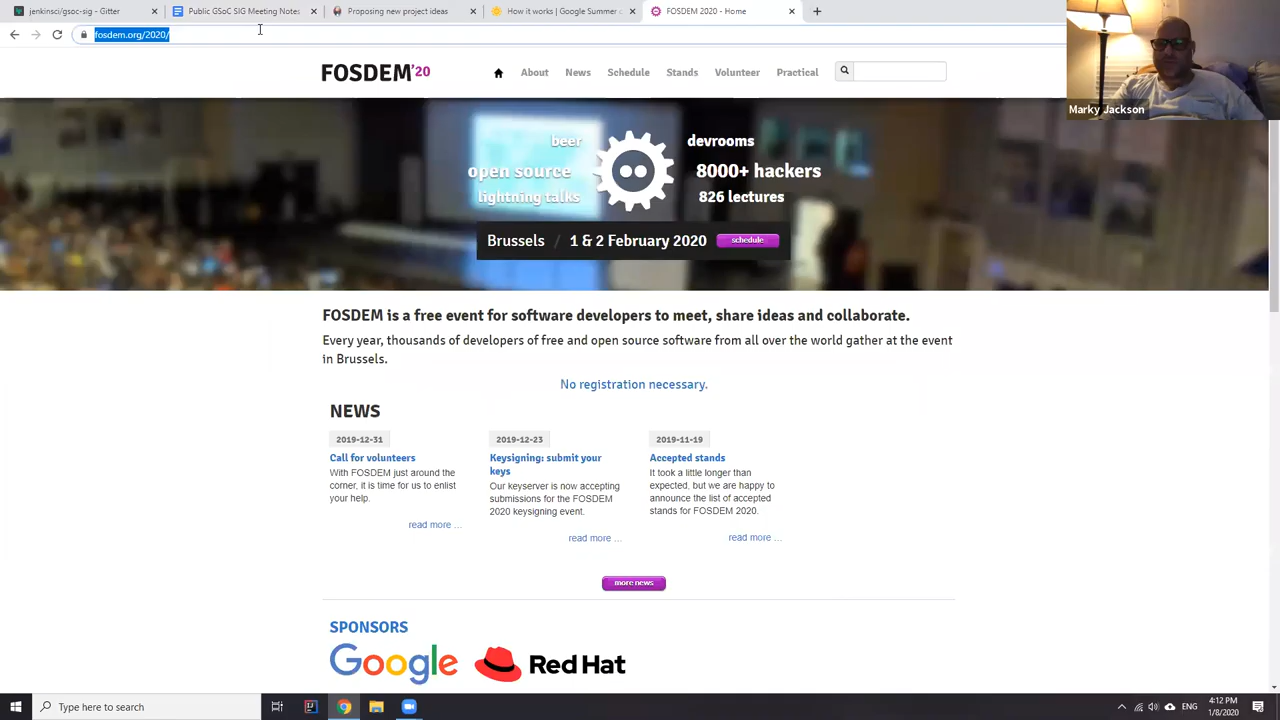 jenkinsci/gsoc-sig - Gitter
Public GSoC SIG Meeting Notes
Proposing new project ideas
How it works | Google Summer o
FOSDEM 2020 - Home
fosdem.org/2020/
FOSDEM'20
About News Schedule Stands Volunteer Practical
Marky Jackson
beer devrooms
open source 8000+ hackers
lightning talks 826 lectures
Brussels / 1 & 2 February 2020 schedule
FOSDEM is a free event for software developers to meet, share ideas and collaborate.
Every year, thousands of developers of free and open source software from all over the world gather at the event
in Brussels.
No registration necessary.
NEWS
2019-12-31
Call for volunteers
With FOSDEM just around the
corner, it is time for us to enlist
your help.
read more ...
2019-12-23
Keysigning: submit your
keys
Our keyserver is now accepting
submissions for the FOSDEM
2020 keysigning event.
read more ...
2019-11-19
Accepted stands
It took a little longer than
expected, but we are happy to
announce the list of accepted
stands for FOSDEM 2020.
read more ...
more news
SPONSORS
Google
Red Hat
Type here to search
ENG
4:12 PM
1/8/2020